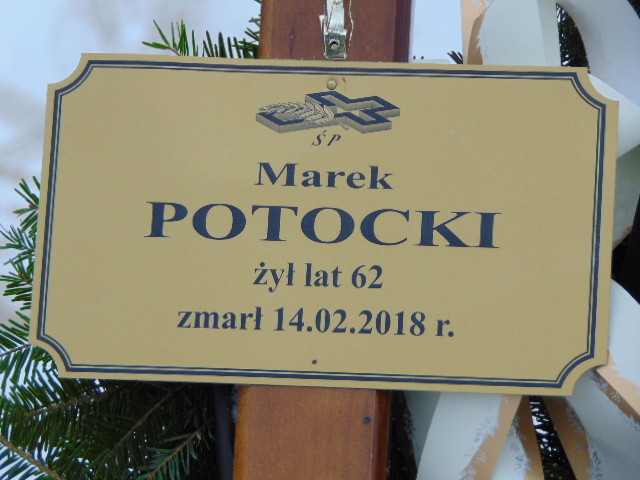 ŚP
Marek
POTOCKI
żył lat 62
zmarł 14.02.2018 r.